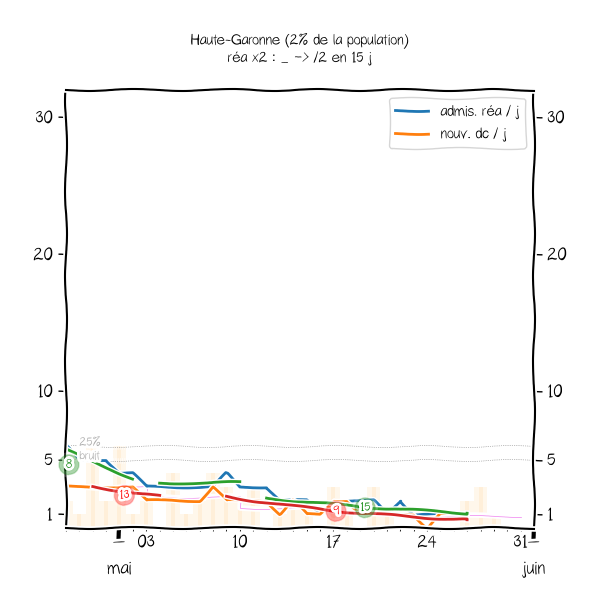 Haute-Garonne (2% de la population)
réa x2 : _ -> /2 en 15 j
admis. réa / j
nouv. dc / j
30
30
20
20
10
10
25%
bruit
5
5
8
13
9
15
1
1
03
10
17
24
31
mai
juin